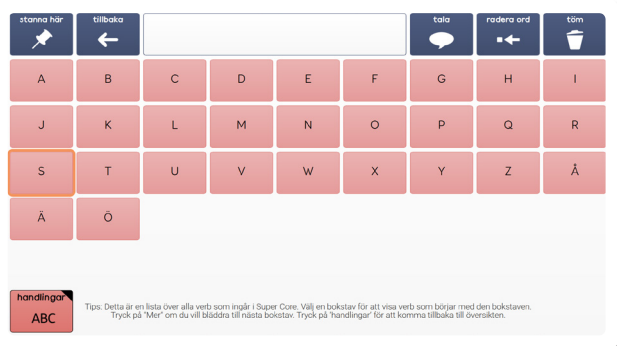 stanna här tillbaka tala radera ord töm
A B C D E F G H I
J K L M N O P Q R
S T U V W X Y Z Å
Ä Ö
handlingar
ABC
Tips: Detta är en lista över alla verb som ingår i Super Core. Välj en bokstav för att visa verb som börjar med den bokstaven.
Tryck på "Mer" om du vill bläddra till nästa bokstav. Tryck på 'handlingar' för att komma tillbaka till översikten.